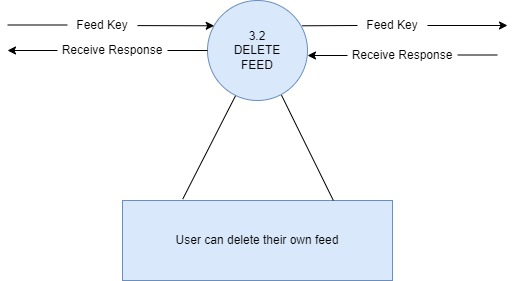 Feed Key
3.2
DELETE
FEED
Feed Key
Receive Response
Receive Response
User can delete their own feed